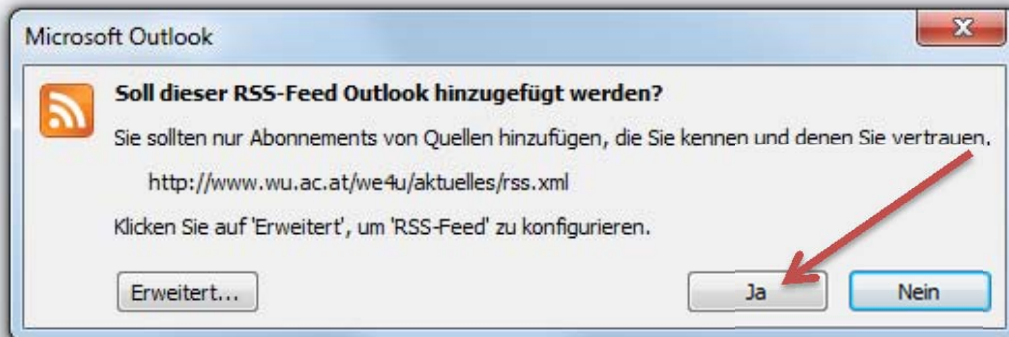 Microsoft Outlook
Soll dieser RSS-Feed Outlook hinzugefügt werden?
Sie sollten nur Abonnements von Quellen hinzufügen, die Sie kennen und denen Sie vertrauen.
http://www.wu.ac.at/we4u/aktuelles/rss.xml
Klicken Sie auf 'Erweitert', um 'RSS-Feed' zu konfigurieren.
Erweitert... Ja Nein